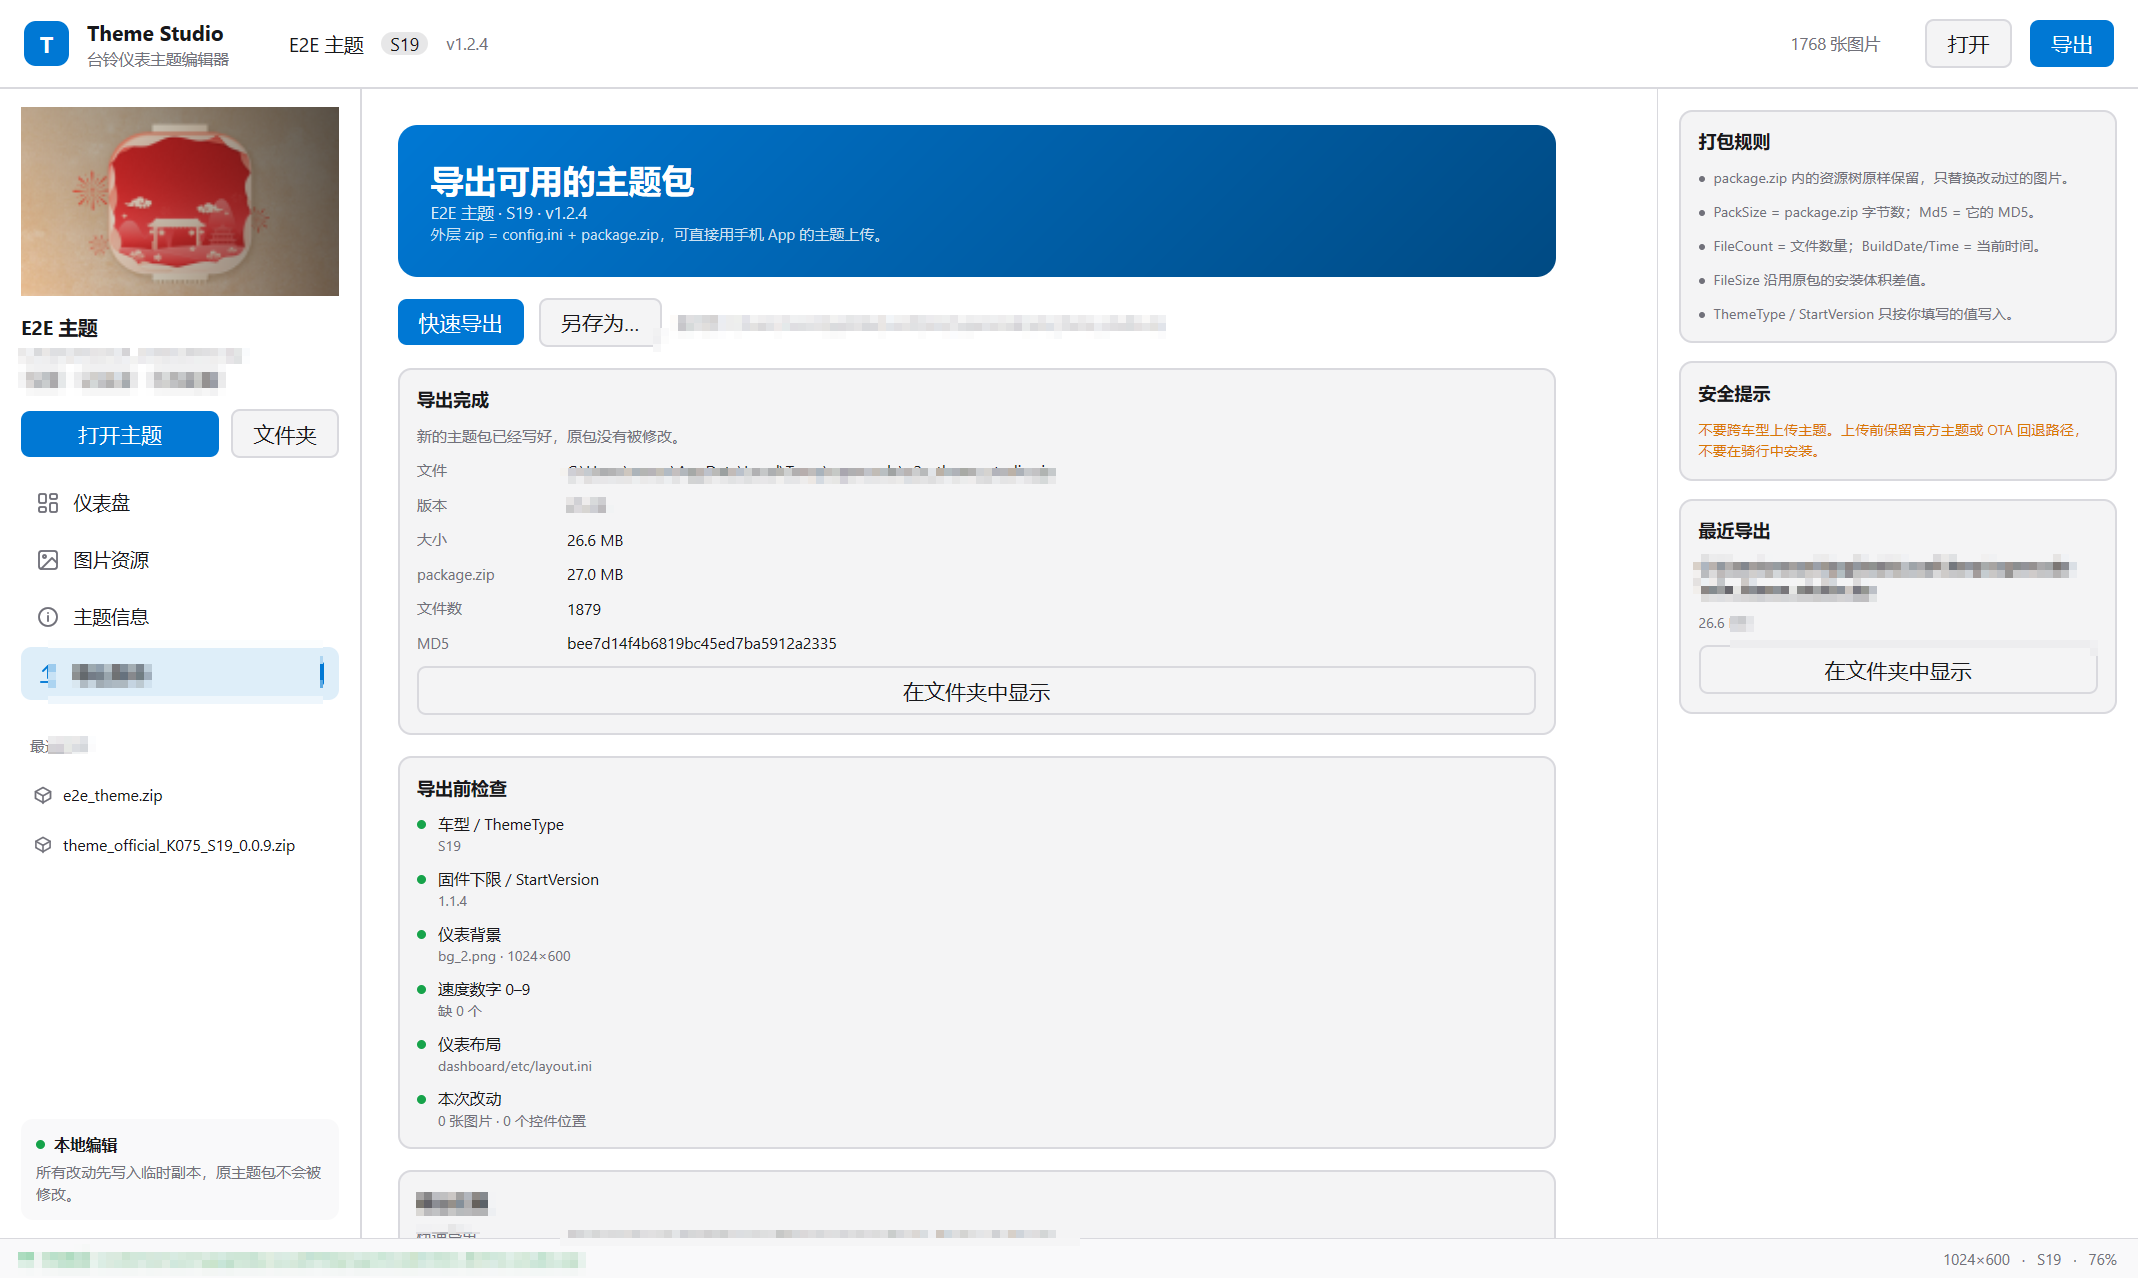 T
Theme Studio
台铃仪表主题编辑器
E2E 主题
S19
v1.2.4
1768 张图片
打开
导出
E2E 主题
打开主题
文件夹
仪表盘
图片资源
主题信息
e2e_theme.zip
theme_official_K075_S19_0.0.9.zip
本地编辑
所有改动先写入临时副本，原主题包不会被
修改。
导出可用的主题包
E2E 主题 · S19 · v1.2.4
外层 zip = config.ini + package.zip，可直接用手机 App 的主题上传。
快速导出
另存为...
导出完成
新的主题包已经写好，原包没有被修改。
文件
版本
大小 26.6 MB
package.zip 27.0 MB
文件数 1879
MD5 bee7d14f4b6819bc45ed7ba5912a2335
在文件夹中显示
导出前检查
车型 / ThemeType
S19
固件下限 / StartVersion
1.1.4
仪表背景
bg_2.png · 1024×600
速度数字 0–9
缺 0 个
仪表布局
dashboard/etc/layout.ini
本次改动
0 张图片 · 0 个控件位置
打包规则
• package.zip 内的资源树原样保留，只替换改动过的图片。
• PackSize = package.zip 字节数；Md5 = 它的 MD5。
• FileCount = 文件数量；BuildDate/Time = 当前时间。
• FileSize 沿用原包的安装体积差值。
• ThemeType / StartVersion 只按你填写的值写入。
安全提示
不要跨车型上传主题。上传前保留官方主题或 OTA 回退路径，
不要在骑行中安装。
最近导出
26.6
在文件夹中显示
1024×600 · S19 · 76%